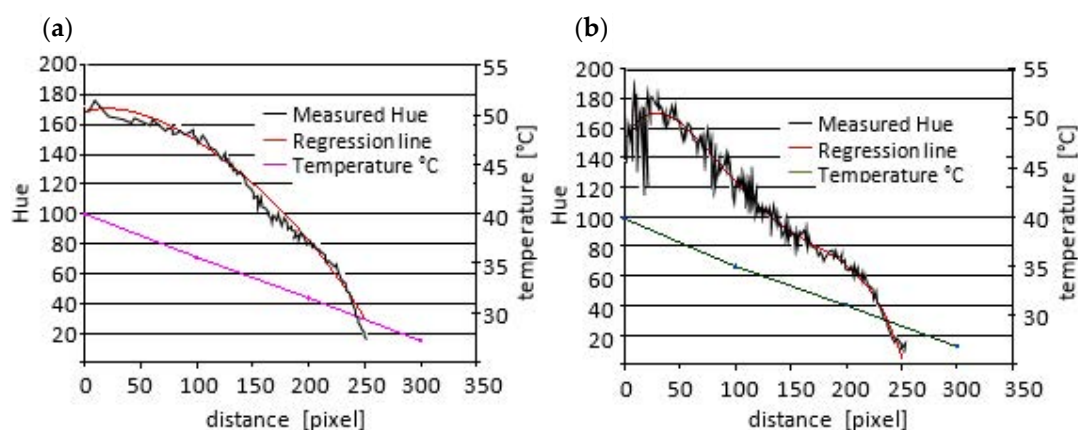 (a)
200
180
160
140
120
100
80
60
40
20
Hue
55
50
45
40
35
30
temperature [°C]
Measured Hue
Regression line
Temperature °C
0 50 100 150 200 250 300 350
distance [pixel]
(b)
200
180
160
140
120
100
80
60
40
20
0
Hue
55
50
45
40
35
30
temperature [°C]
Measured Hue
Regression line
Temperature °C
0 50 100 150 200 250 300 350
distance [pixel]